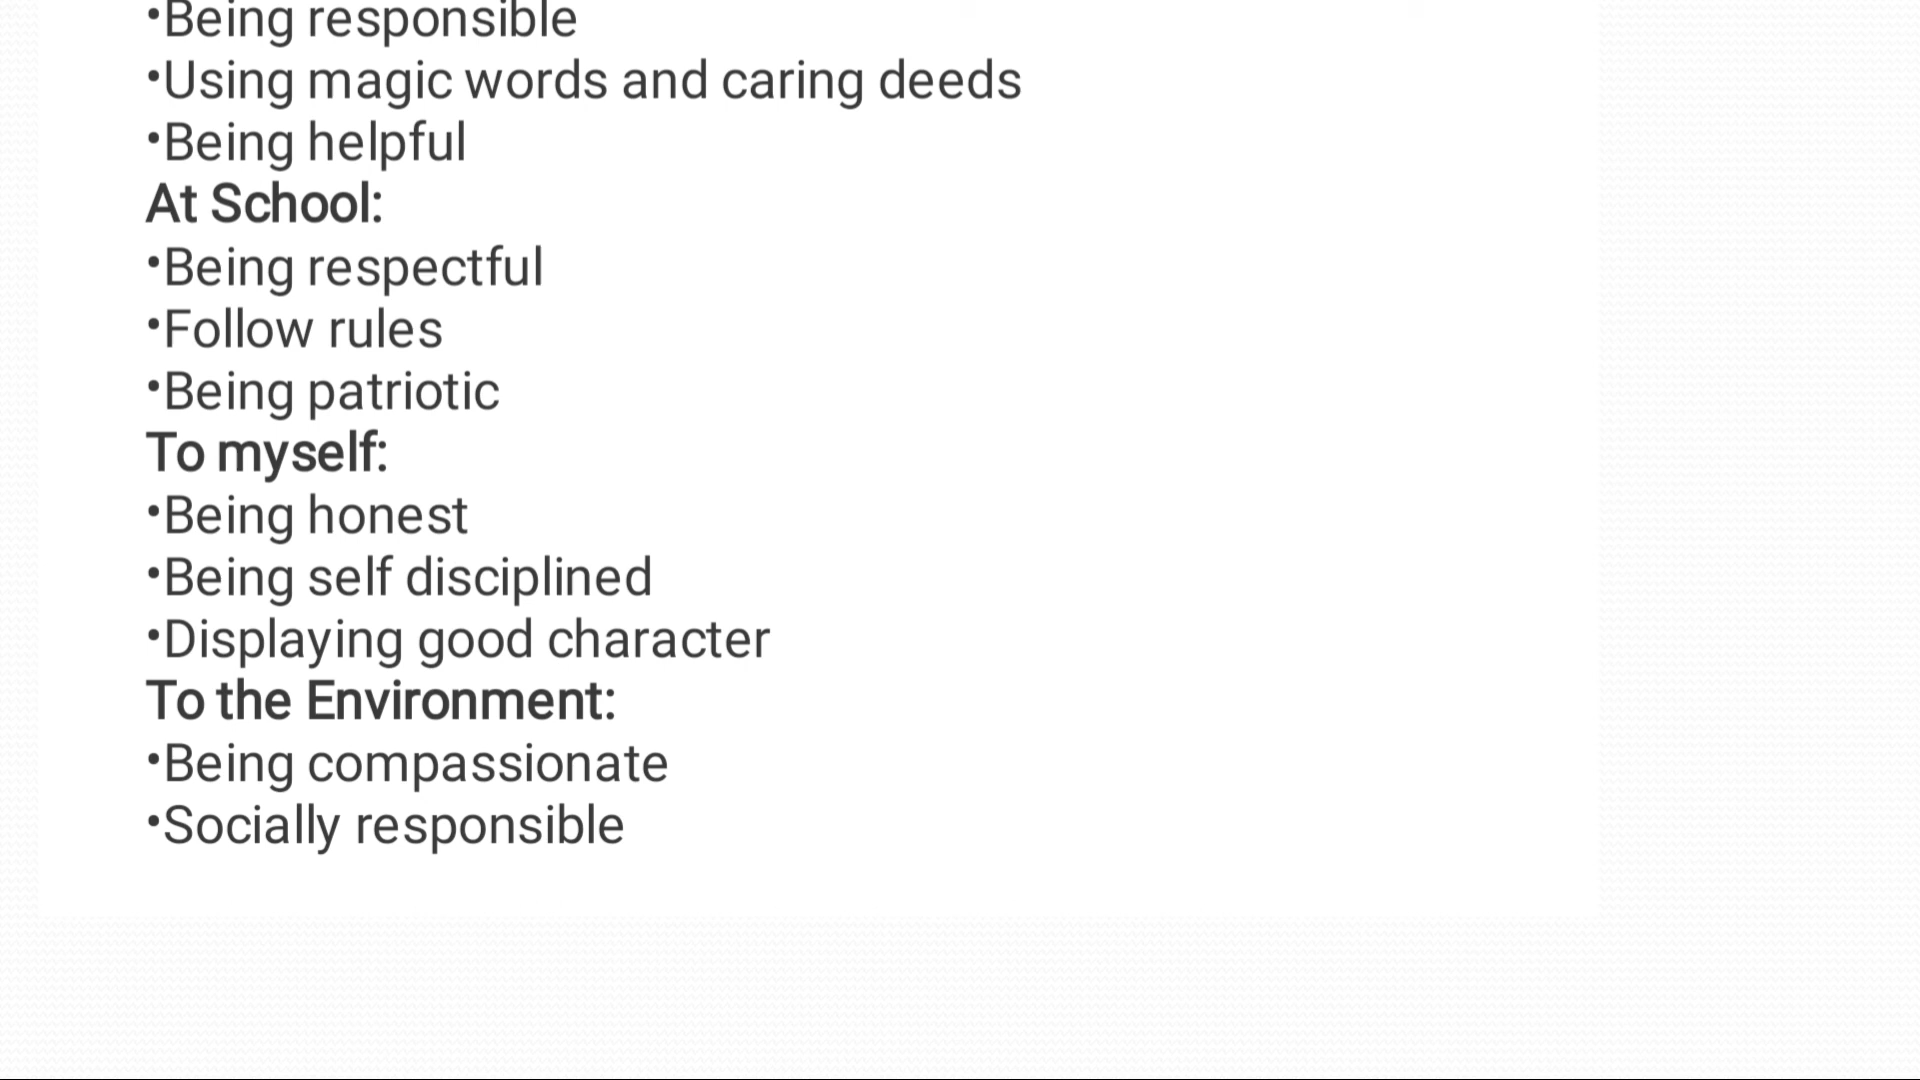 •Being responsible
•Using magic words and caring deeds
•Being helpful
At School:
•Being respectful
•Follow rules
•Being patriotic
To myself:
•Being honest
•Being self disciplined
•Displaying good character
To the Environment:
•Being compassionate
•Socially responsible